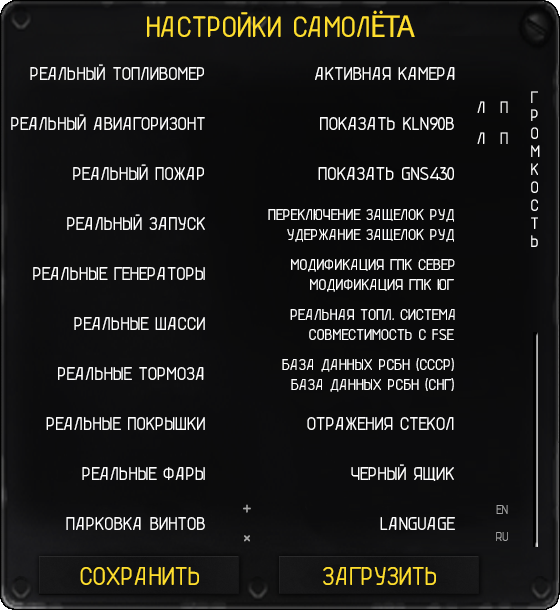 НАСТРОЙКИ САМОЛЁТА
РЕАЛЬНЫЙ ТОПЛИВОМЕР
АКТИВНАЯ КАМЕРА
РЕАЛЬНЫЙ АВИАГОРИЗОНТ
ПОКАЗАТЬ KLN90B
Л П
Л П
РЕАЛЬНЫЙ ПОЖАР
ПОКАЗАТЬ GNS430
РЕАЛЬНЫЙ ЗАПУСК
ПЕРЕКЛЮЧЕНИЕ ЗАЩЕЛОК РУД
УДЕРЖАНИЕ ЗАЩЕЛОК РУД
РЕАЛЬНЫЕ ГЕНЕРАТОРЫ
МОДИФИКАЦИЯ ГПК СЕВЕР
МОДИФИКАЦИЯ ГПК ЮГ
РЕАЛЬНЫЕ ШАССИ
РЕАЛЬНАЯ ТОПЛ. СИСТЕМА
СОВМЕСТИМОСТЬ С FSE
РЕАЛЬНЫЕ ТОРМОЗА
БАЗА ДАННЫХ РСБН (СССР)
БАЗА ДАННЫХ РСБН (СНГ)
РЕАЛЬНЫЕ ПОКРЫШКИ
ОТРАЖЕНИЯ СТЕКОЛ
РЕАЛЬНЫЕ ФАРЫ
ЧЕРНЫЙ ЯЩИК
ПАРКОВКА ВИНТОВ
+
×
LANGUAGE
EN
RU
ГРОМКОСТЬ
СОХРАНИТЬ
ЗАГРУЗИТЬ